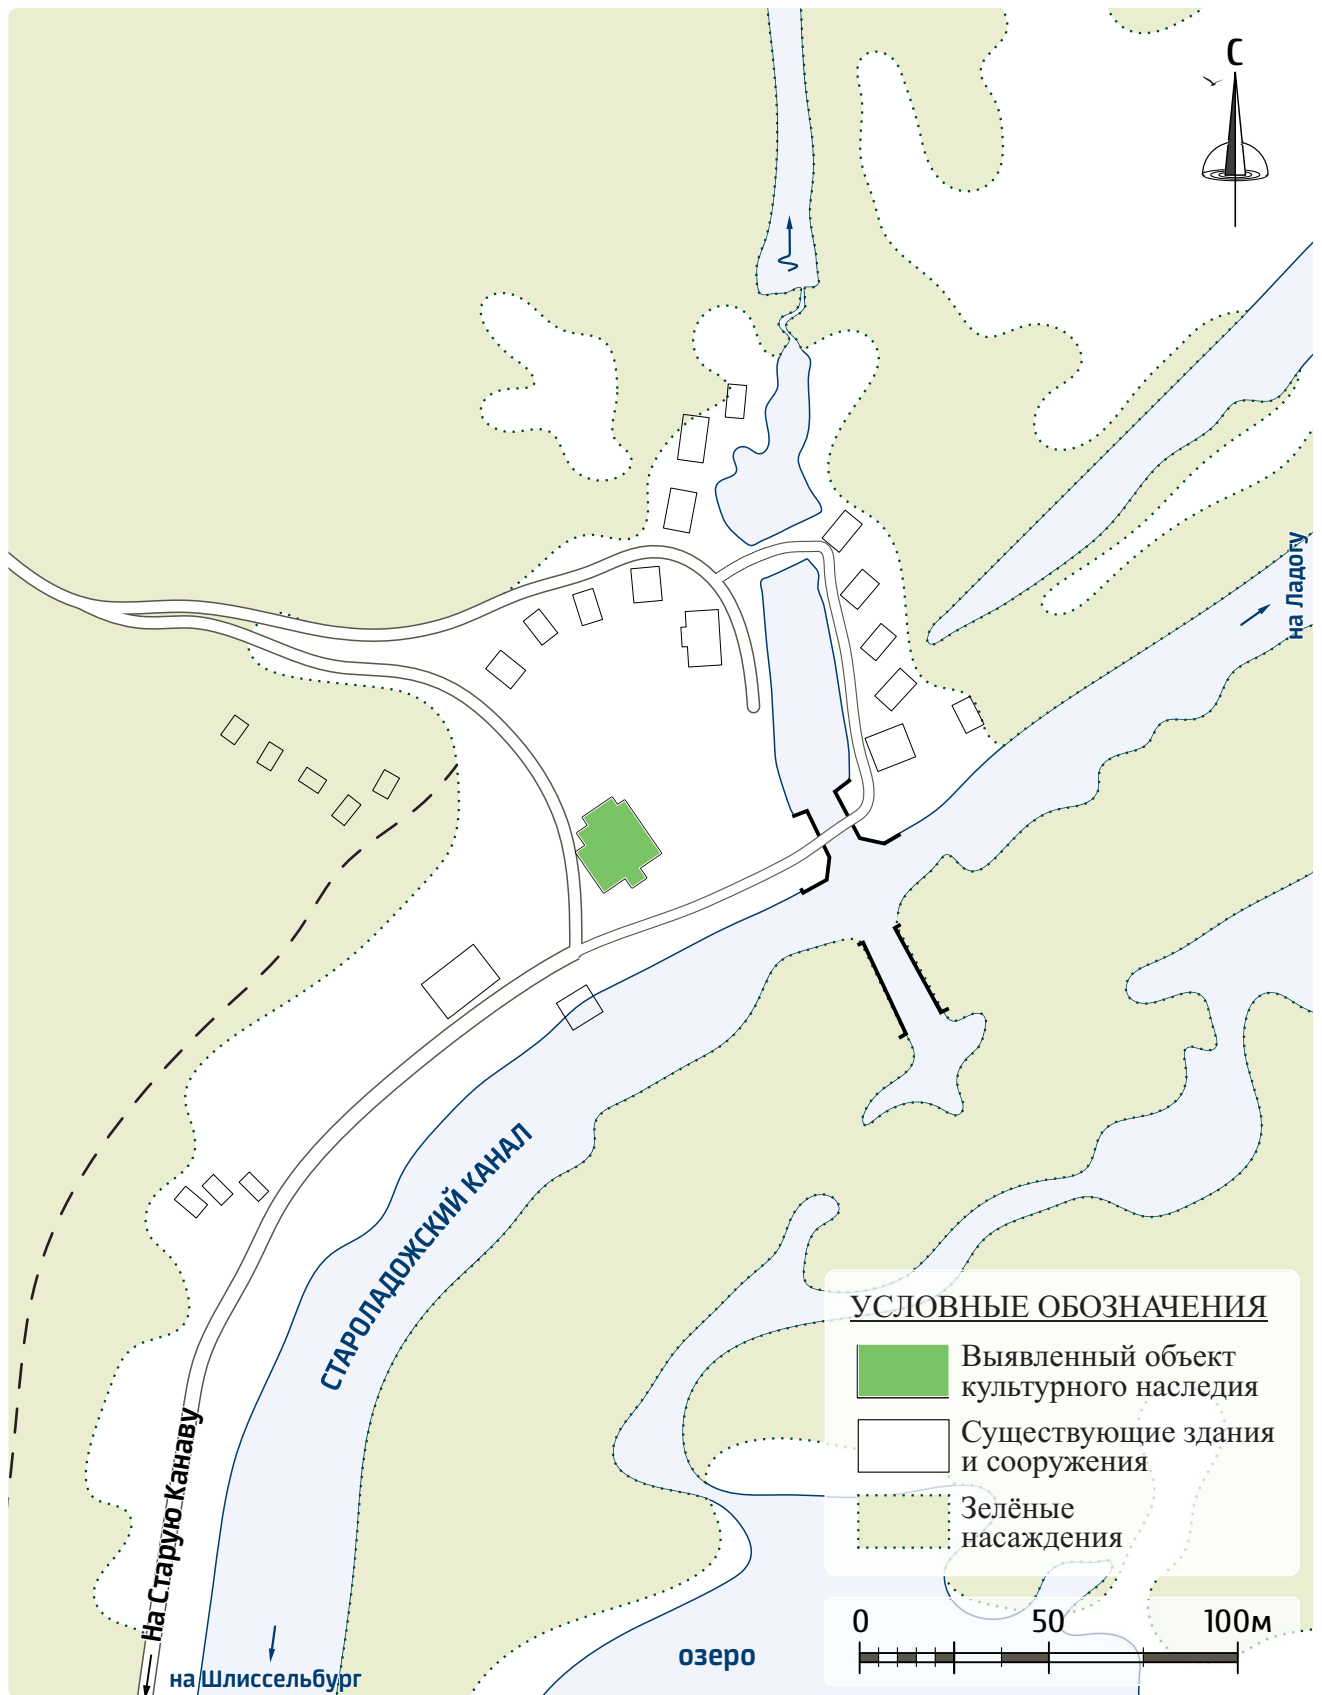 С
на Ладогу
СТАРОЛАДОЖСКИЙ КАНАЛ
УСЛОВНЫЕ ОБОЗНАЧЕНИЯ
Выявленный объект
культурного наследия
Существующие здания
и сооружения
Зелёные
насаждения
На Старую Канаву
0 50 100м
озеро
на Шлиссельбург